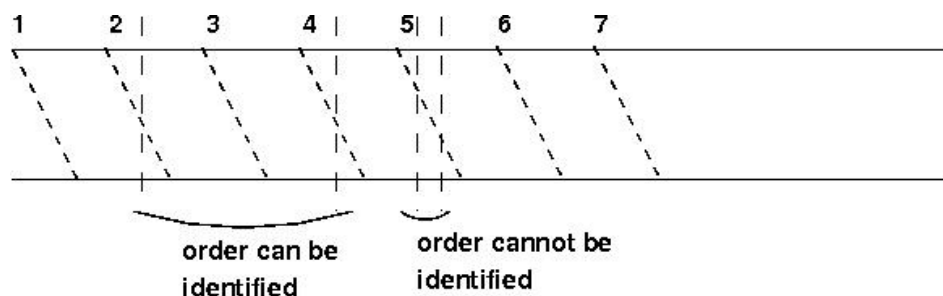 1 2 3 4 5 6 7
order can be
identified
order cannot be
identified